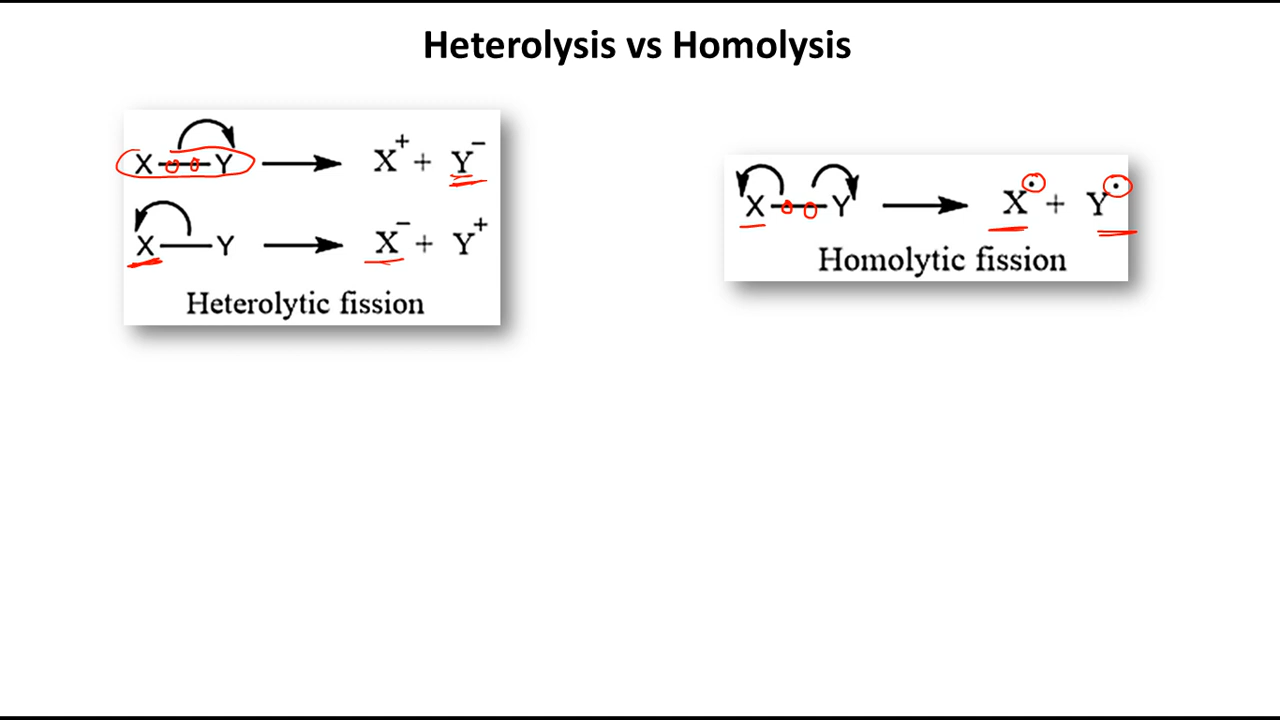 Heterolysis vs Homolysis
X—Y → X⁺ + Y⁻
X—Y → X⁻ + Y⁺
Heterolytic fission
X—Y → X• + Y•
Homolytic fission